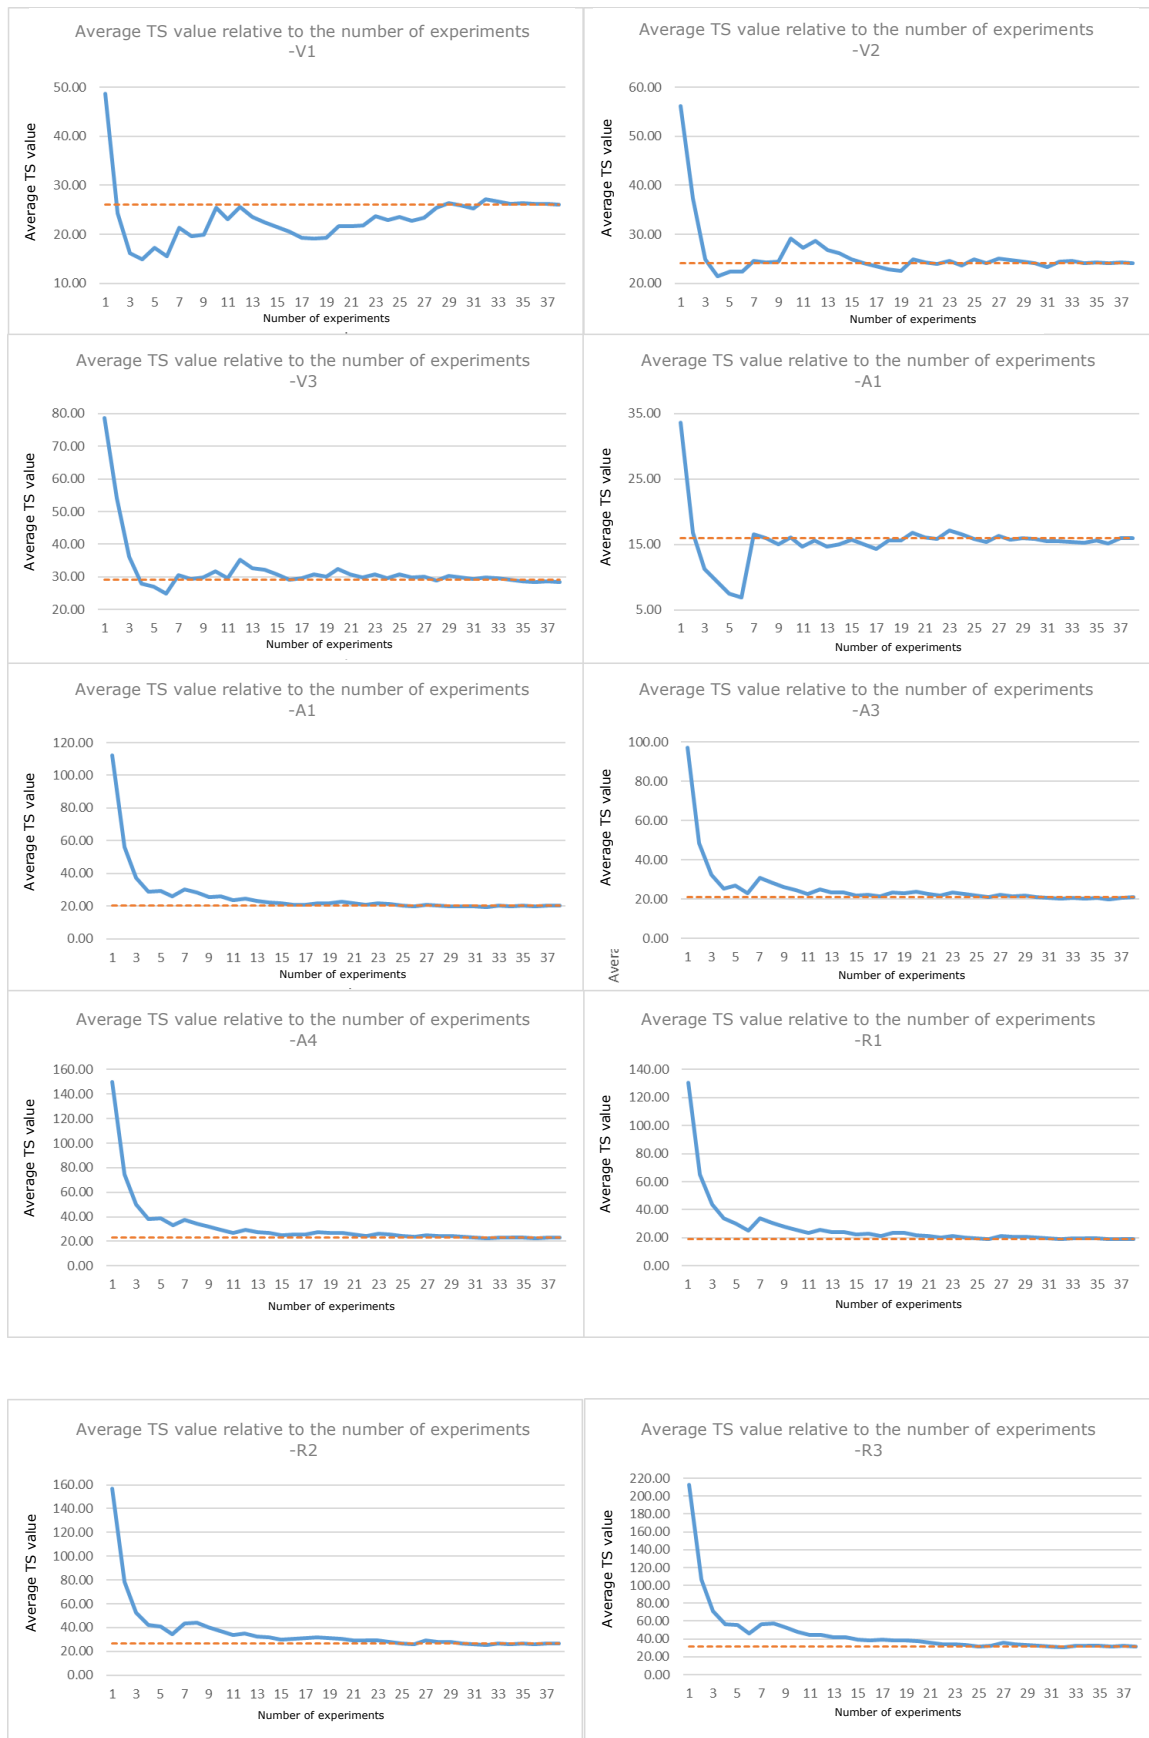 Average TS value relative to the number of experiments
-V1
Average TS value
50.00
40.00
30.00
20.00
10.00
1 3 5 7 9 11 13 15 17 19 21 23 25 27 29 31 33 35 37
Number of experiments
Average TS value relative to the number of experiments
-V2
Average TS value
60.00
50.00
40.00
30.00
20.00
1 3 5 7 9 11 13 15 17 19 21 23 25 27 29 31 33 35 37
Number of experiments
Average TS value relative to the number of experiments
-V3
Average TS value
80.00
70.00
60.00
50.00
40.00
30.00
20.00
1 3 5 7 9 11 13 15 17 19 21 23 25 27 29 31 33 35 37
Number of experiments
Average TS value relative to the number of experiments
-A1
Average TS value
35.00
25.00
15.00
5.00
1 3 5 7 9 11 13 15 17 19 21 23 25 27 29 31 33 35 37
Number of experiments
Average TS value relative to the number of experiments
-A1
Average TS value
120.00
100.00
80.00
60.00
40.00
20.00
0.00
1 3 5 7 9 11 13 15 17 19 21 23 25 27 29 31 33 35 37
Number of experiments
Average TS value relative to the number of experiments
-A3
Average TS value
100.00
80.00
60.00
40.00
20.00
0.00
1 3 5 7 9 11 13 15 17 19 21 23 25 27 29 31 33 35 37
Number of experiments
Average TS value relative to the number of experiments
-A4
Average TS value
160.00
140.00
120.00
100.00
80.00
60.00
40.00
20.00
0.00
1 3 5 7 9 11 13 15 17 19 21 23 25 27 29 31 33 35 37
Number of experiments
Average TS value relative to the number of experiments
-R1
Average TS value
140.00
120.00
100.00
80.00
60.00
40.00
20.00
0.00
1 3 5 7 9 11 13 15 17 19 21 23 25 27 29 31 33 35 37
Number of experiments
Average TS value relative to the number of experiments
-R2
Average TS value
160.00
140.00
120.00
100.00
80.00
60.00
40.00
20.00
0.00
1 3 5 7 9 11 13 15 17 19 21 23 25 27 29 31 33 35 37
Number of experiments
Average TS value relative to the number of experiments
-R3
Average TS value
220.00
200.00
180.00
160.00
140.00
120.00
100.00
80.00
60.00
40.00
20.00
0.00
1 3 5 7 9 11 13 15 17 19 21 23 25 27 29 31 33 35 37
Number of experiments